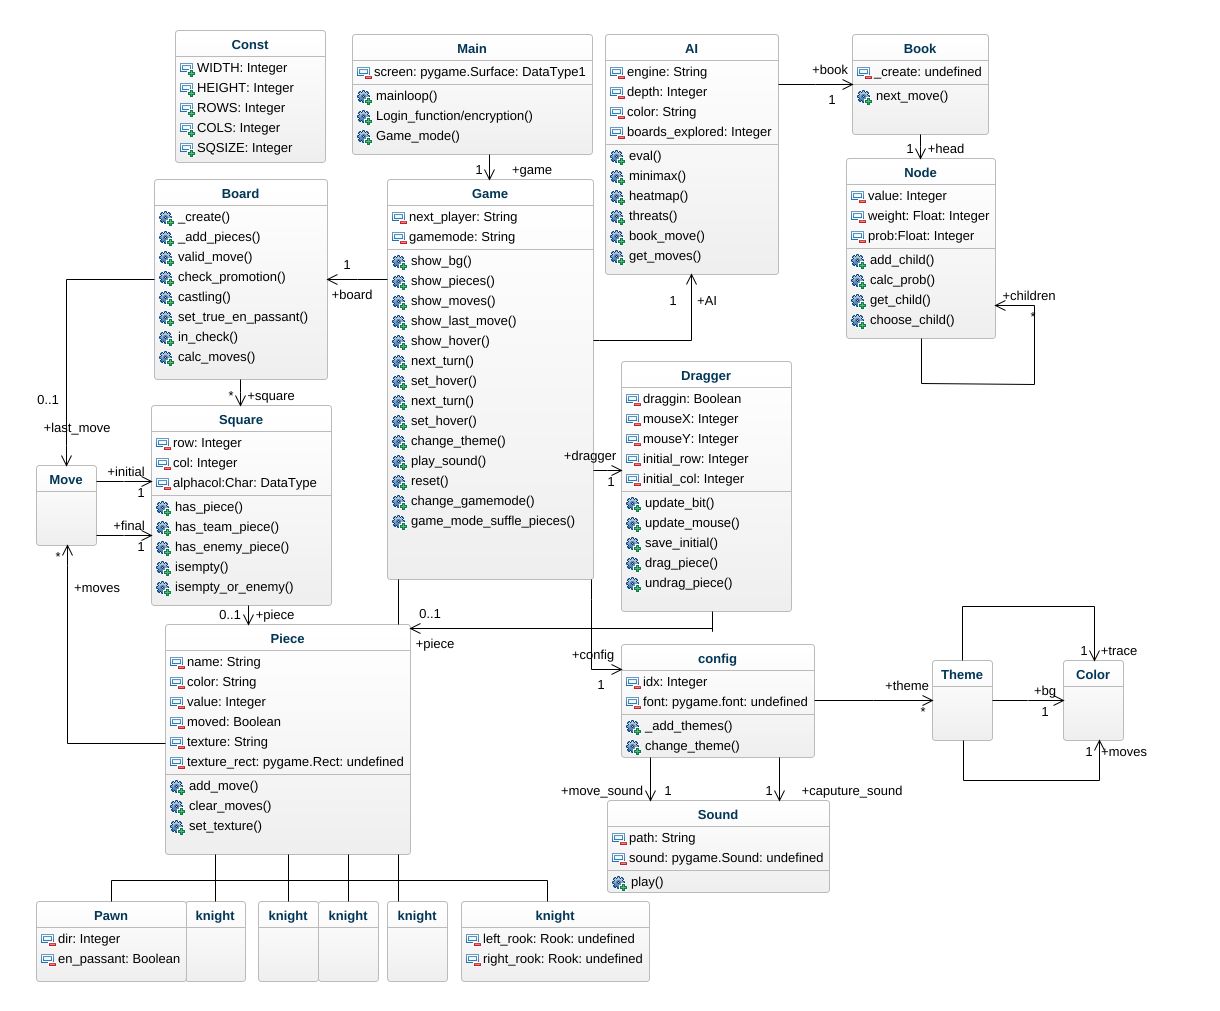 Const
WIDTH: Integer
HEIGHT: Integer
ROWS: Integer
COLS: Integer
SQSIZE: Integer
Main
screen: pygame.Surface: DataType1
mainloop()
Login_function/encryption()
Game_mode()
1 +game
AI
engine: String
depth: Integer
color: String
boards_explored: Integer
eval()
minimax()
heatmap()
threats()
book_move()
get_moves()
+book
1
Book
_create: undefined
next_move()
1 +head
Node
value: Integer
weight: Float: Integer
prob:Float: Integer
add_child()
calc_prob()
get_child()
choose_child()
+children
*
Board
_create()
_add_pieces()
valid_move()
check_promotion()
castling()
set_true_en_passant()
in_check()
calc_moves()
1
+board
Game
next_player: String
gamemode: String
show_bg()
show_pieces()
show_moves()
show_last_move()
show_hover()
next_turn()
set_hover()
next_turn()
set_hover()
change_theme()
play_sound()
reset()
change_gamemode()
game_mode_suffle_pieces()
1 +AI
0..1
+last_move
* +square
Square
row: Integer
col: Integer
alphacol:Char: DataType
has_piece()
has_team_piece()
has_enemy_piece()
isempty()
isempty_or_enemy()
Move
+initial
1
+final
1
*
+moves
+dragger
1
Dragger
draggin: Boolean
mouseX: Integer
mouseY: Integer
initial_row: Integer
initial_col: Integer
update_bit()
update_mouse()
save_initial()
drag_piece()
undrag_piece()
0..1 +piece
0..1
+piece
Piece
name: String
color: String
value: Integer
moved: Boolean
texture: String
texture_rect: pygame.Rect: undefined
add_move()
clear_moves()
set_texture()
+config
1
config
idx: Integer
font: pygame.font: undefined
_add_themes()
change_theme()
+theme
*
Theme
+bg
1
Color
1 +trace
1 +moves
+move_sound 1
1 +caputure_sound
Sound
path: String
sound: pygame.Sound: undefined
play()
Pawn
dir: Integer
en_passant: Boolean
knight
knight
knight
knight
knight
left_rook: Rook: undefined
right_rook: Rook: undefined